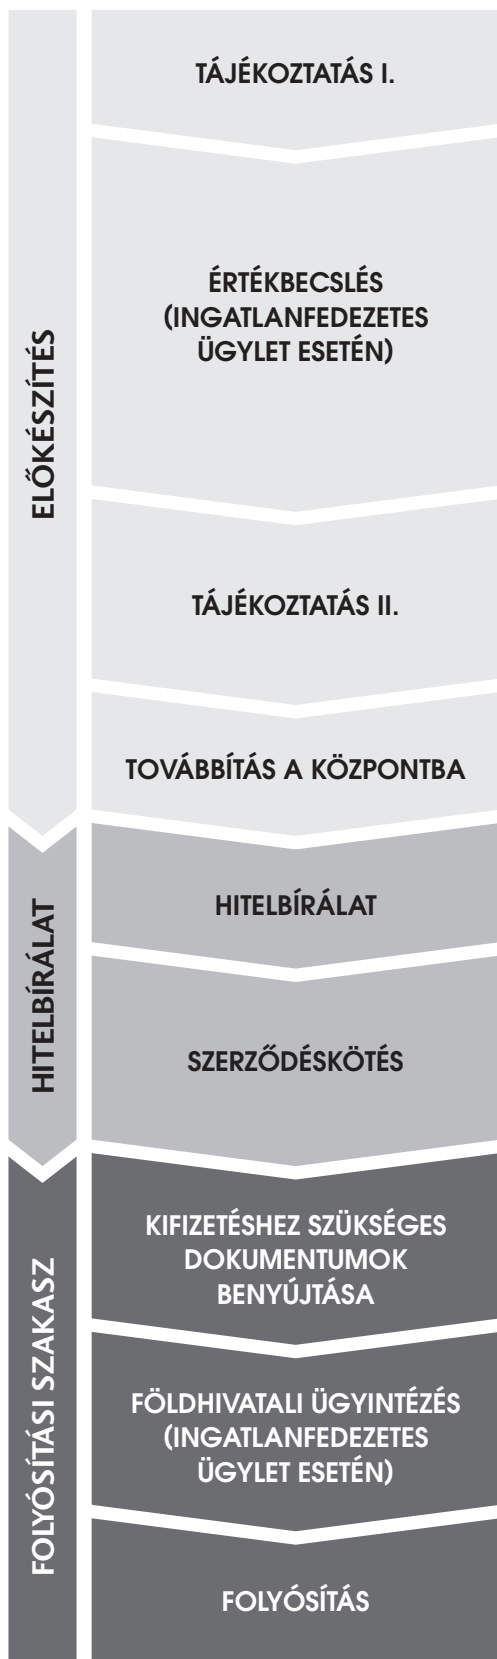 ELŐKÉSZÍTÉS
TÁJÉKOZTATÁS I.
ÉRTÉKBECSLÉS
(INGATLANFEDEZETES
ÜGYLET ESETÉN)
TÁJÉKOZTATÁS II.
TOVÁBBÍTÁS A KÖZPONTBA
HITELBÍRÁLAT
HITELBÍRÁLAT
SZERZŐDÉSKÖTÉS
FOLYÓSÍTÁSI SZAKASZ
KIFIZETÉSHEZ SZÜKSÉGES
DOKUMENTUMOK
BENYÚJTÁSA
FÖLDHIVATALI ÜGYINTÉZÉS
(INGATLANFEDEZETES
ÜGYLET ESETÉN)
FOLYÓSÍTÁS